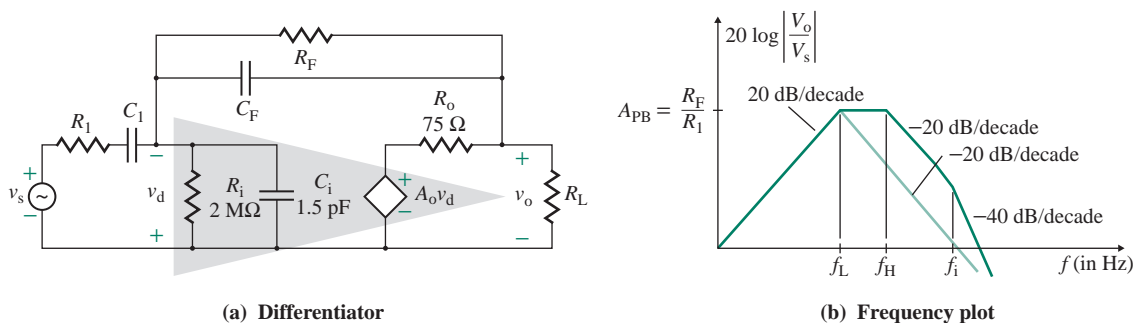 R_F
C_F
R_1
C_1
R_o
75 Ω
v_s
+
−
−
v_d
+
R_i
2 MΩ
C_i
1.5 pF
+
−
A_o v_d
+
v_o
−
R_L
(a) Differentiator
20 log|V_o/V_s|
20 dB/decade
A_PB = R_F/R_1
−20 dB/decade
−20 dB/decade
−40 dB/decade
f_L f_H f_i f (in Hz)
(b) Frequency plot